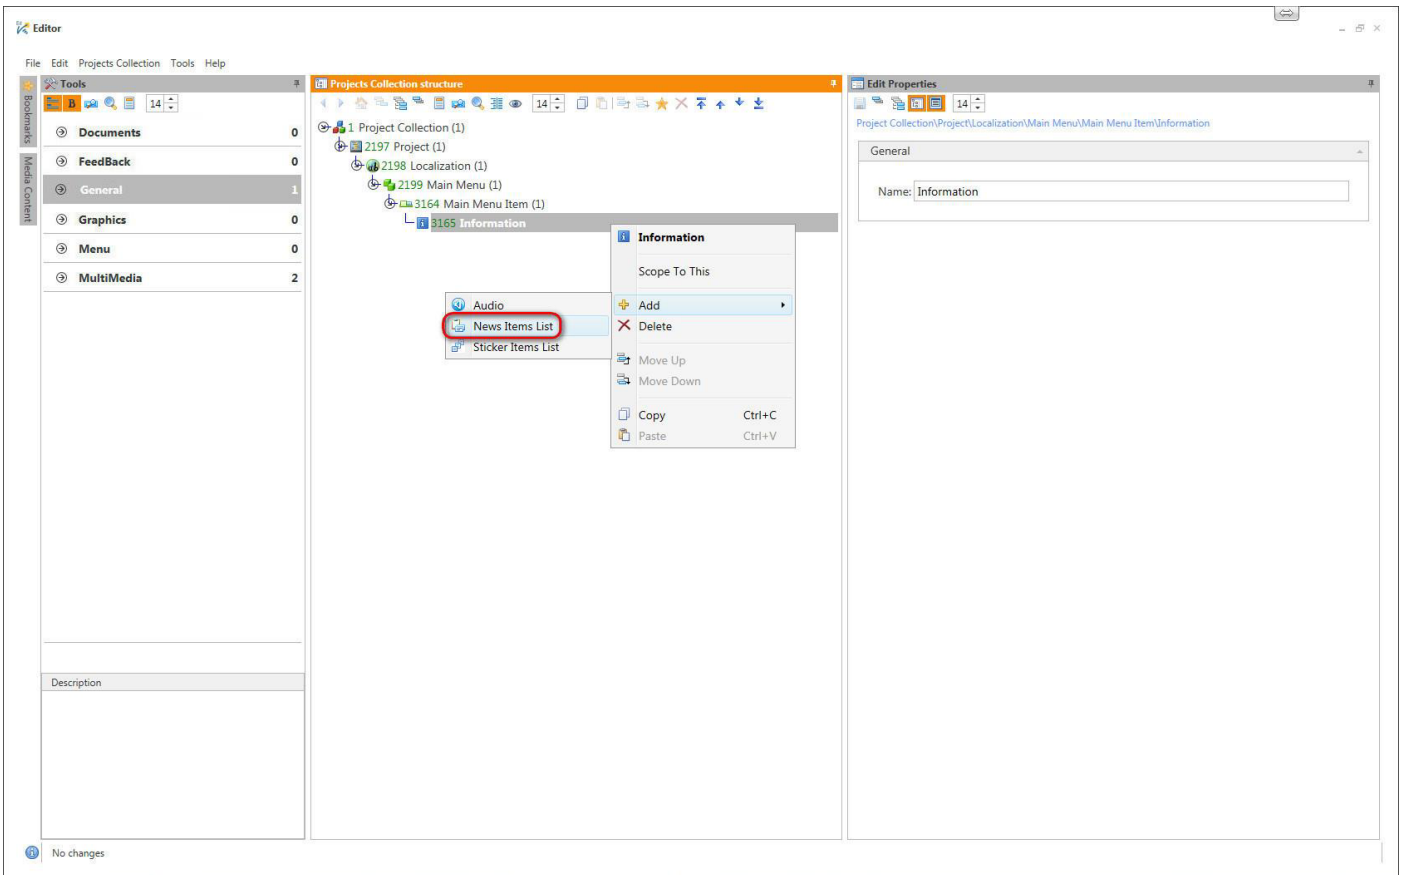 Editor
File Edit Projects Collection Tools Help
Bookmarks
Media Content
Tools
B 14
Documents 0
FeedBack 0
General 1
Graphics 0
Menu 0
MultiMedia 2
Description
Projects Collection structure
14
1 Project Collection (1)
2197 Project (1)
2198 Localization (1)
2199 Main Menu (1)
3164 Main Menu Item (1)
3165 Information
Information
Scope To This
Add
Delete
Move Up
Move Down
Copy Ctrl+C
Paste Ctrl+V
Audio
News Items List
Sticker Items List
Edit Properties
14
Project Collection\Project\Localization\Main Menu\Main Menu Item\Information
General
Name: Information
No changes